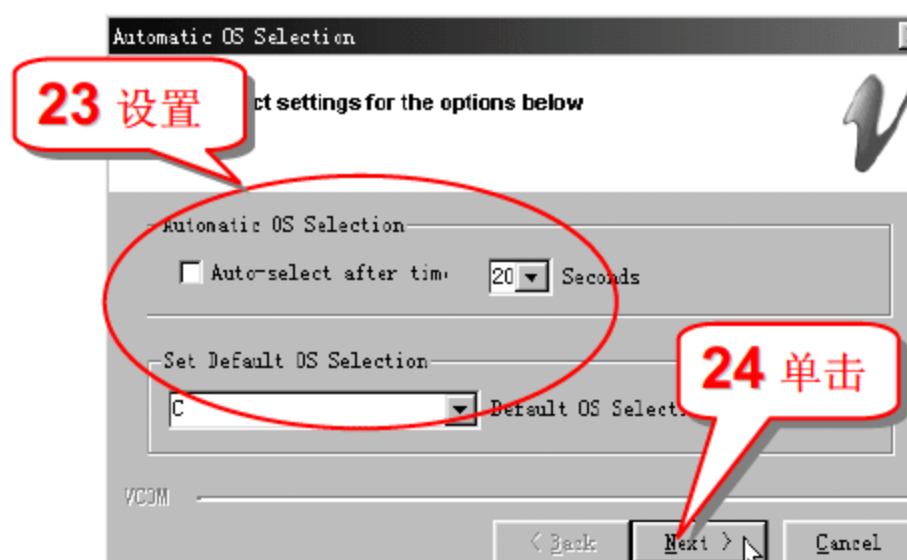 Automatic OS Selection
23 设置
ct settings for the options below
Automatic OS Selection
Auto-select after tim
20 Seconds
Set Default OS Selection
C
Default OS Select
24 单击
VCOM
< Back
Next >
Cancel